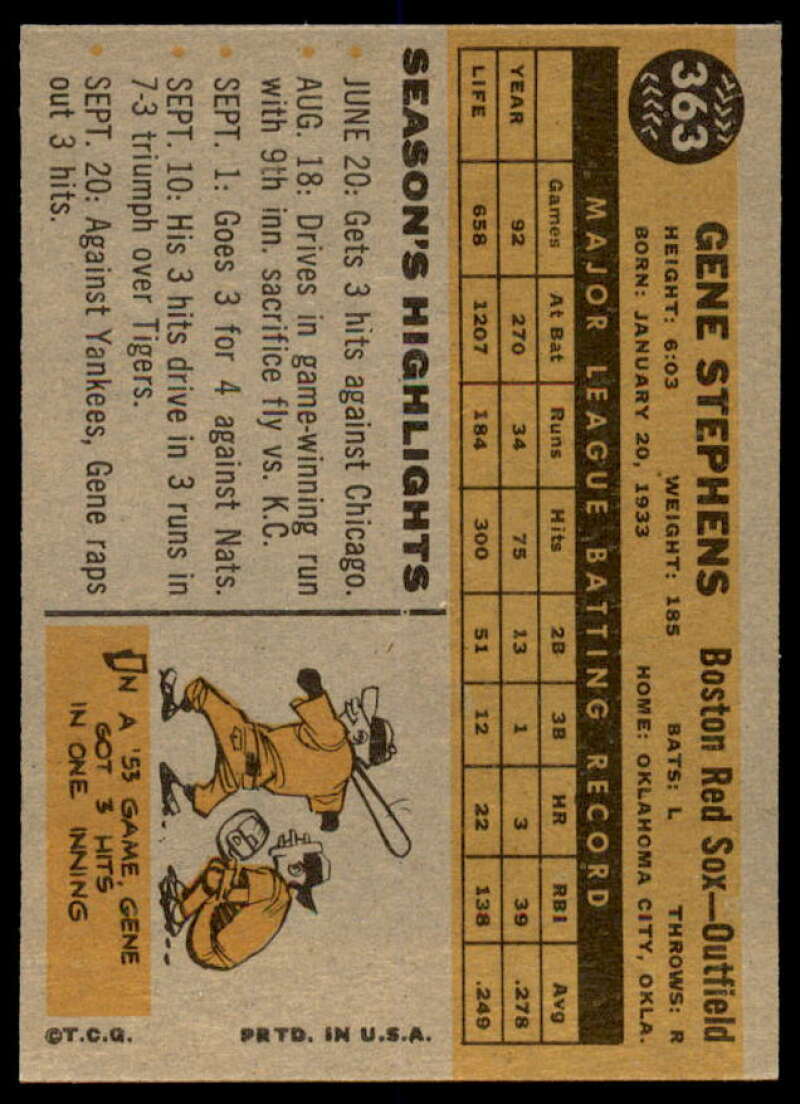 363
GENE STEPHENS Boston Red Sox—Outfield
HEIGHT: 6:03 WEIGHT: 185 BATS: L THROWS: R
BORN: JANUARY 20, 1933 HOME: OKLAHOMA CITY, OKLA.
MAJOR LEAGUE BATTING RECORD
Games At Bat Runs Hits 2B 3B HR RBI Avg
YEAR 92 270 34 75 13 1 3 39 .278
LIFE 658 1207 184 300 51 12 22 138 .249
SEASON'S HIGHLIGHTS
JUNE 20: Gets 3 hits against Chicago.
AUG. 18: Drives in game-winning run
with 9th inn. sacrifice fly vs. K.C.
SEPT. 1: Goes 3 for 4 against Nats.
SEPT. 10: His 3 hits drive in 3 runs in
7-3 triumph over Tigers.
SEPT. 20: Against Yankees, Gene raps
out 3 hits.
IN A '53 GAME, GENE
GOT 3 HITS
IN ONE INNING
©T.C.G. PRTD. IN U.S.A.